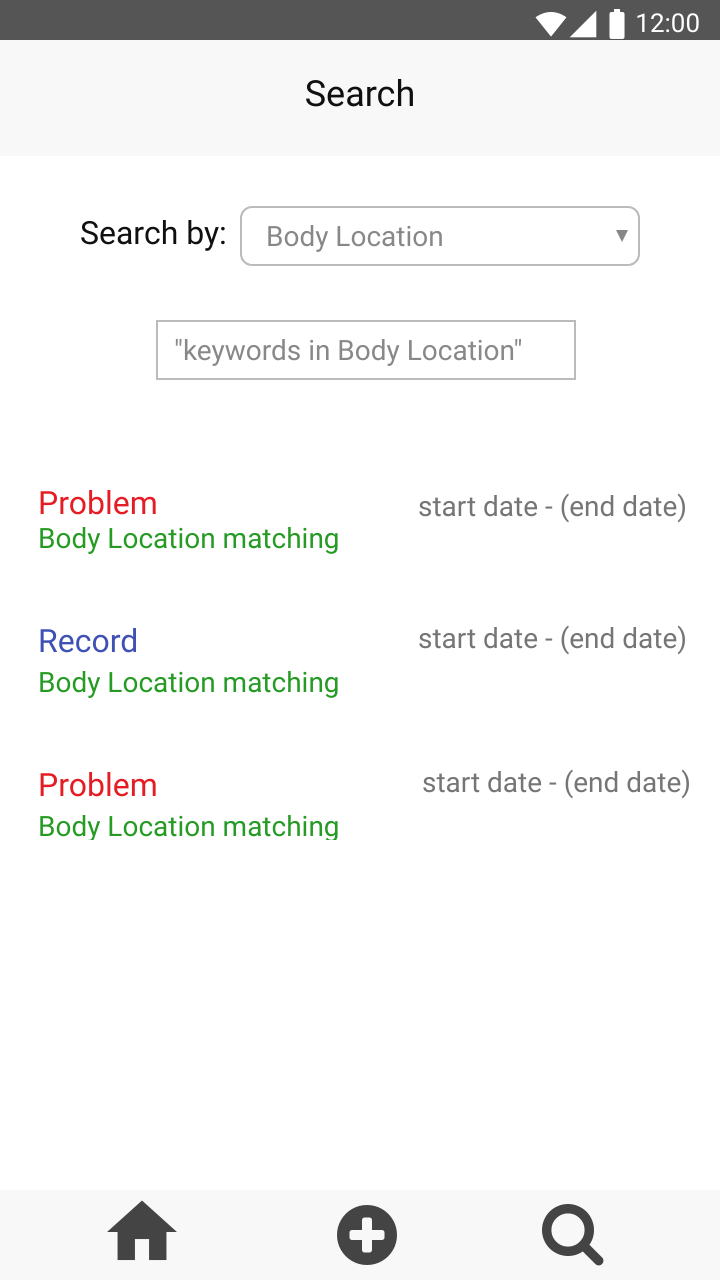 12:00
Search
Search by: Body Location
"keywords in Body Location"
Problem start date - (end date)
Body Location matching
Record start date - (end date)
Body Location matching
Problem start date - (end date)
Body Location matching